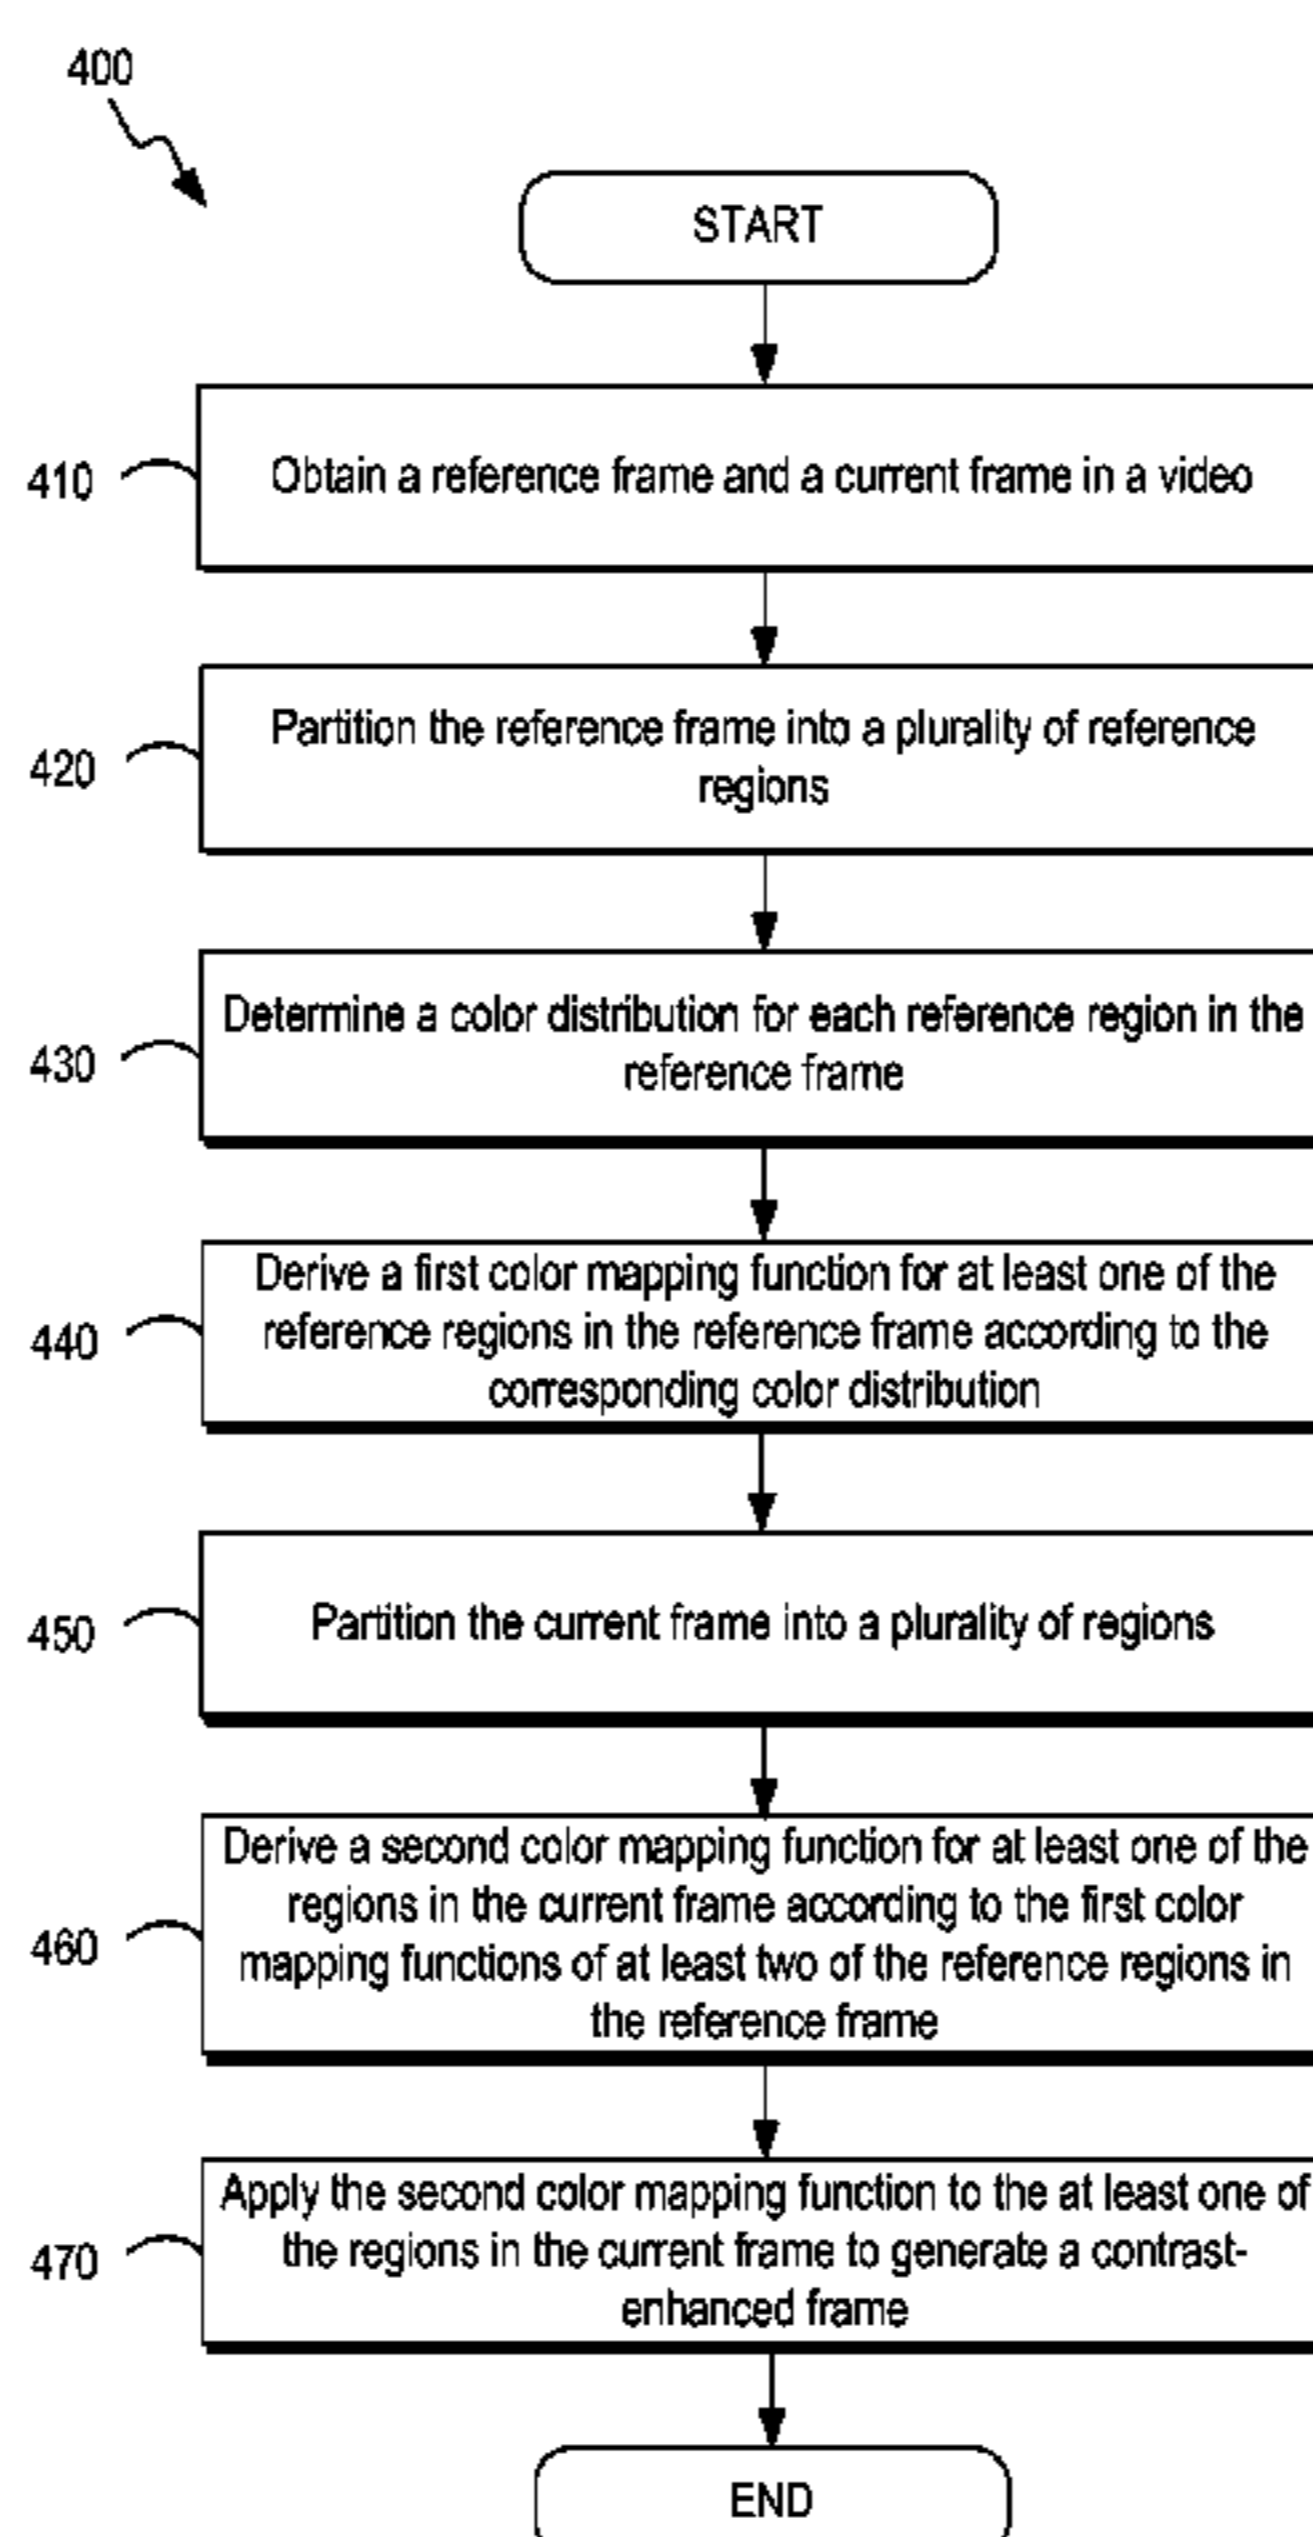 400
START
410
Obtain a reference frame and a current frame in a video
420
Partition the reference frame into a plurality of reference
regions
430
Determine a color distribution for each reference region in the
reference frame
440
Derive a first color mapping function for at least one of the
reference regions in the reference frame according to the
corresponding color distribution
450
Partition the current frame into a plurality of regions
460
Derive a second color mapping function for at least one of the
regions in the current frame according to the first color
mapping functions of at least two of the reference regions in
the reference frame
470
Apply the second color mapping function to the at least one of
the regions in the current frame to generate a contrast-
enhanced frame
END